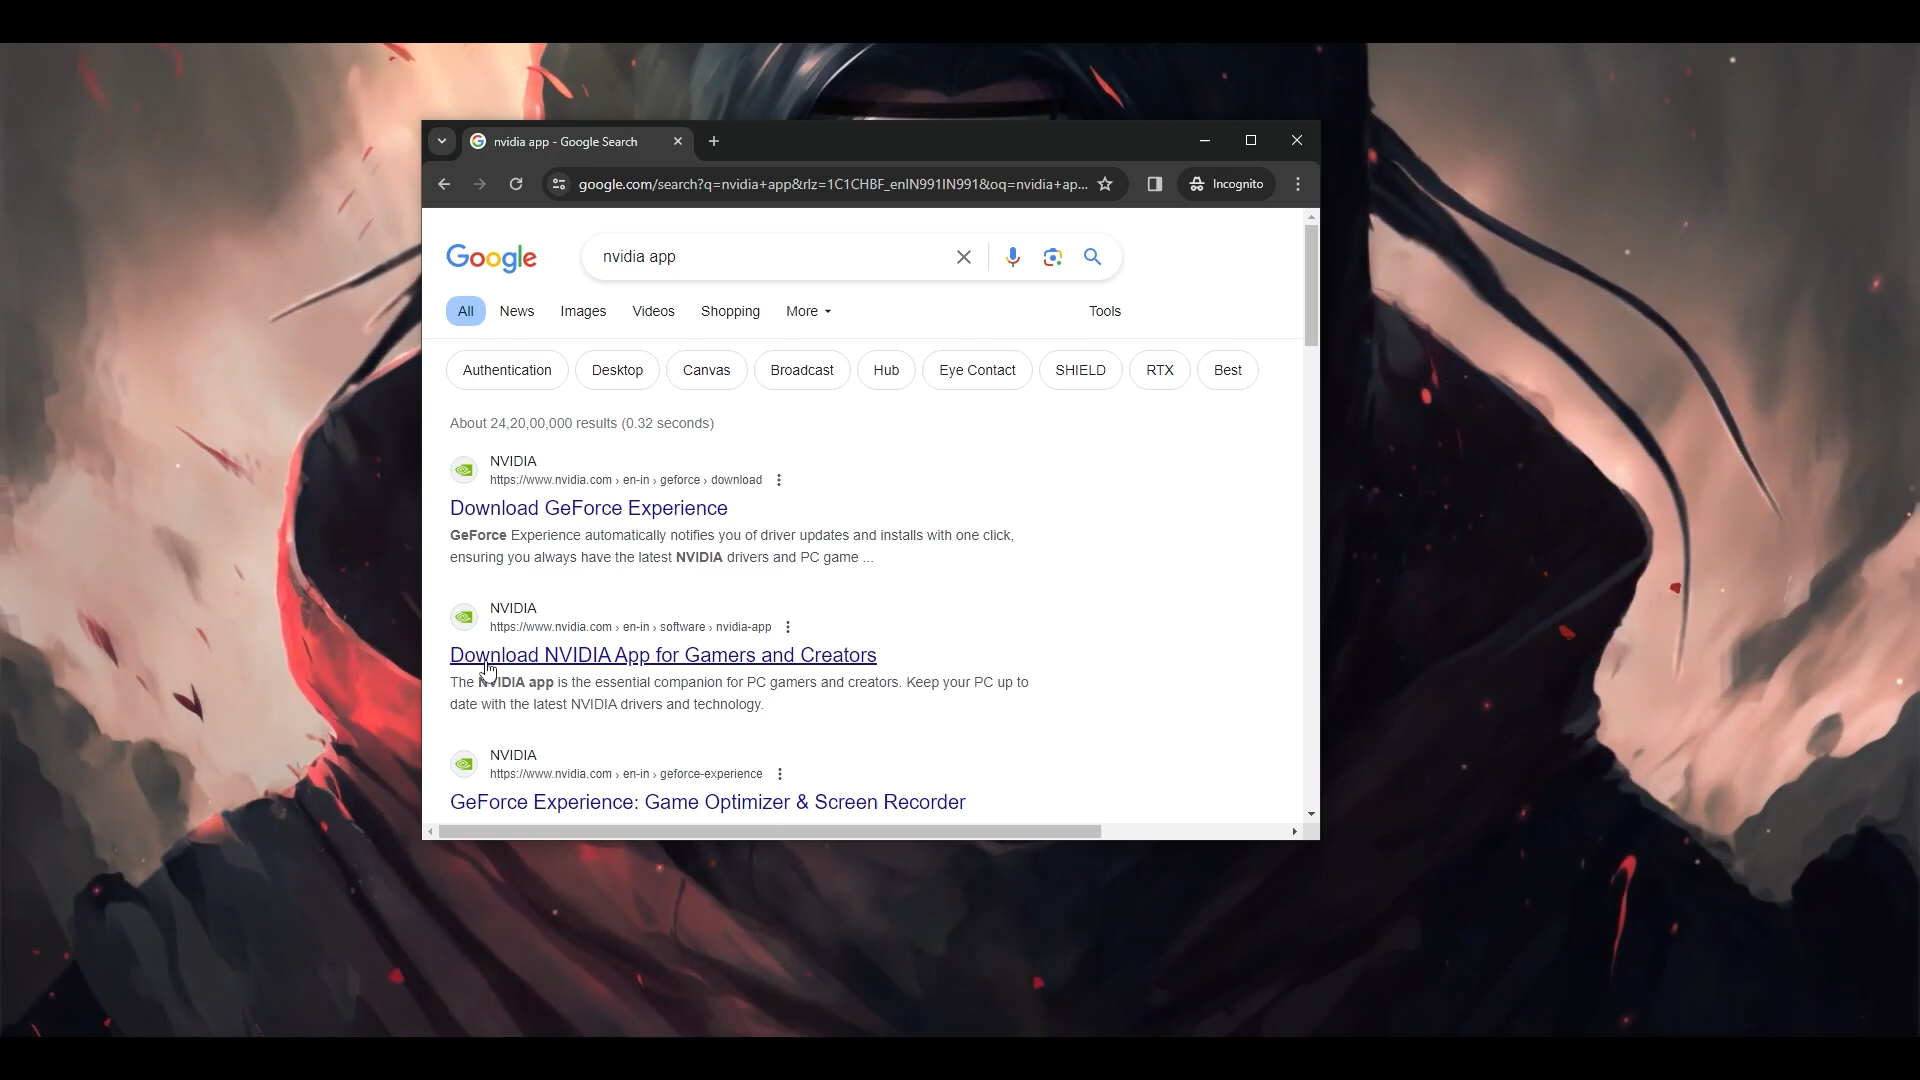 nvidia app - Google Search
google.com/search?q=nvidia+app&rlz=1C1CHBF_enIN991IN991&oq=nvidia+ap...
Incognito
Google
nvidia app
All News Images Videos Shopping More Tools
Authentication Desktop Canvas Broadcast Hub Eye Contact SHIELD RTX Best
About 24,20,00,000 results (0.32 seconds)
NVIDIA
https://www.nvidia.com › en-in › geforce › download
Download GeForce Experience
GeForce Experience automatically notifies you of driver updates and installs with one click,
ensuring you always have the latest NVIDIA drivers and PC game ...
NVIDIA
https://www.nvidia.com › en-in › software › nvidia-app
Download NVIDIA App for Gamers and Creators
The NVIDIA app is the essential companion for PC gamers and creators. Keep your PC up to
date with the latest NVIDIA drivers and technology.
NVIDIA
https://www.nvidia.com › en-in › geforce-experience
GeForce Experience: Game Optimizer & Screen Recorder